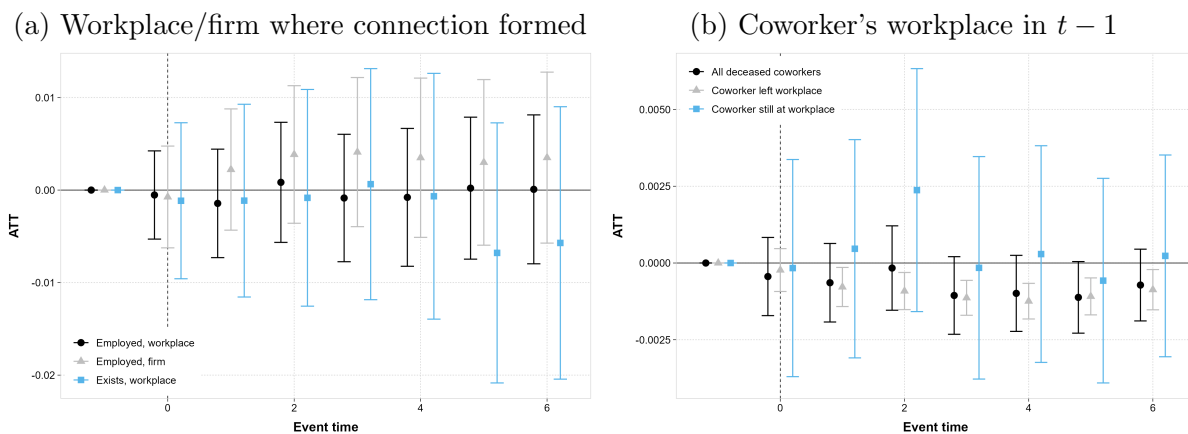 (a) Workplace/firm where connection formed
0.01
0.00
-0.01
-0.02
ATT
Employed, workplace
Employed, firm
Exists, workplace
0 2 4 6
Event time
(b) Coworker's workplace in t − 1
All deceased coworkers
Coworker left workplace
Coworker still at workplace
0.0050
0.0025
0.0000
-0.0025
ATT
0 2 4 6
Event time